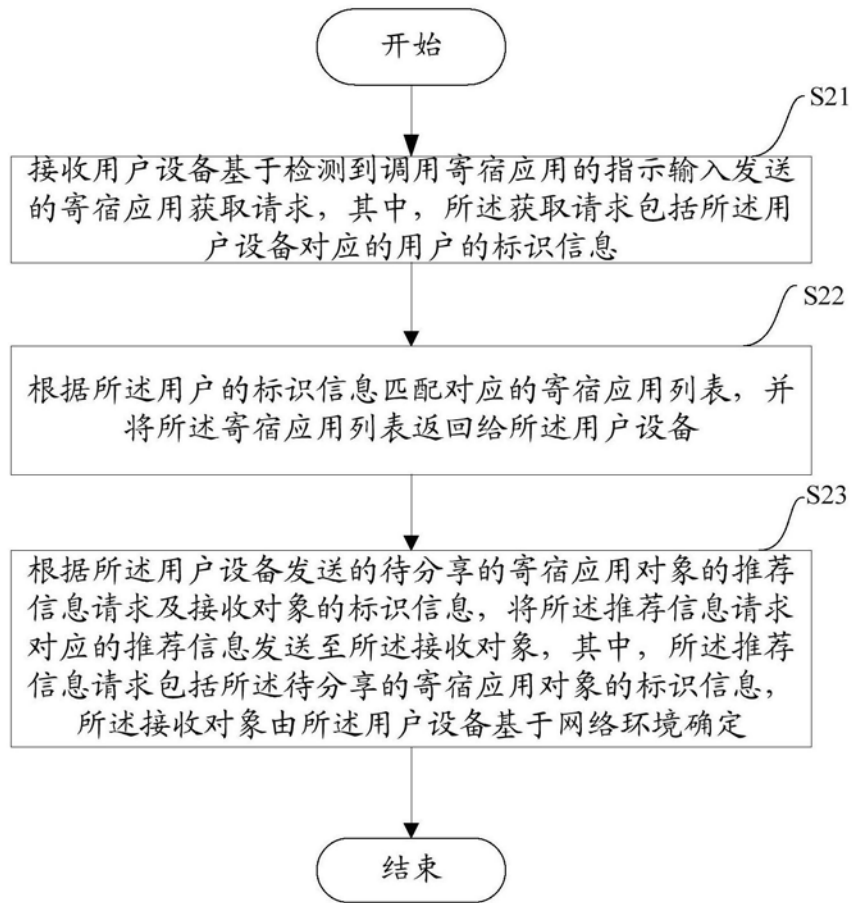 开始
S21
接收用户设备基于检测到调用寄宿应用的指示输入发送
的寄宿应用获取请求，其中，所述获取请求包括所述用
户设备对应的用户的标识信息
S22
根据所述用户的标识信息匹配对应的寄宿应用列表，并
将所述寄宿应用列表返回给所述用户设备
S23
根据所述用户设备发送的待分享的寄宿应用对象的推荐
信息请求及接收对象的标识信息，将所述推荐信息请求
对应的推荐信息发送至所述接收对象，其中，所述推荐
信息请求包括所述待分享的寄宿应用对象的标识信息，
所述接收对象由所述用户设备基于网络环境确定
结束